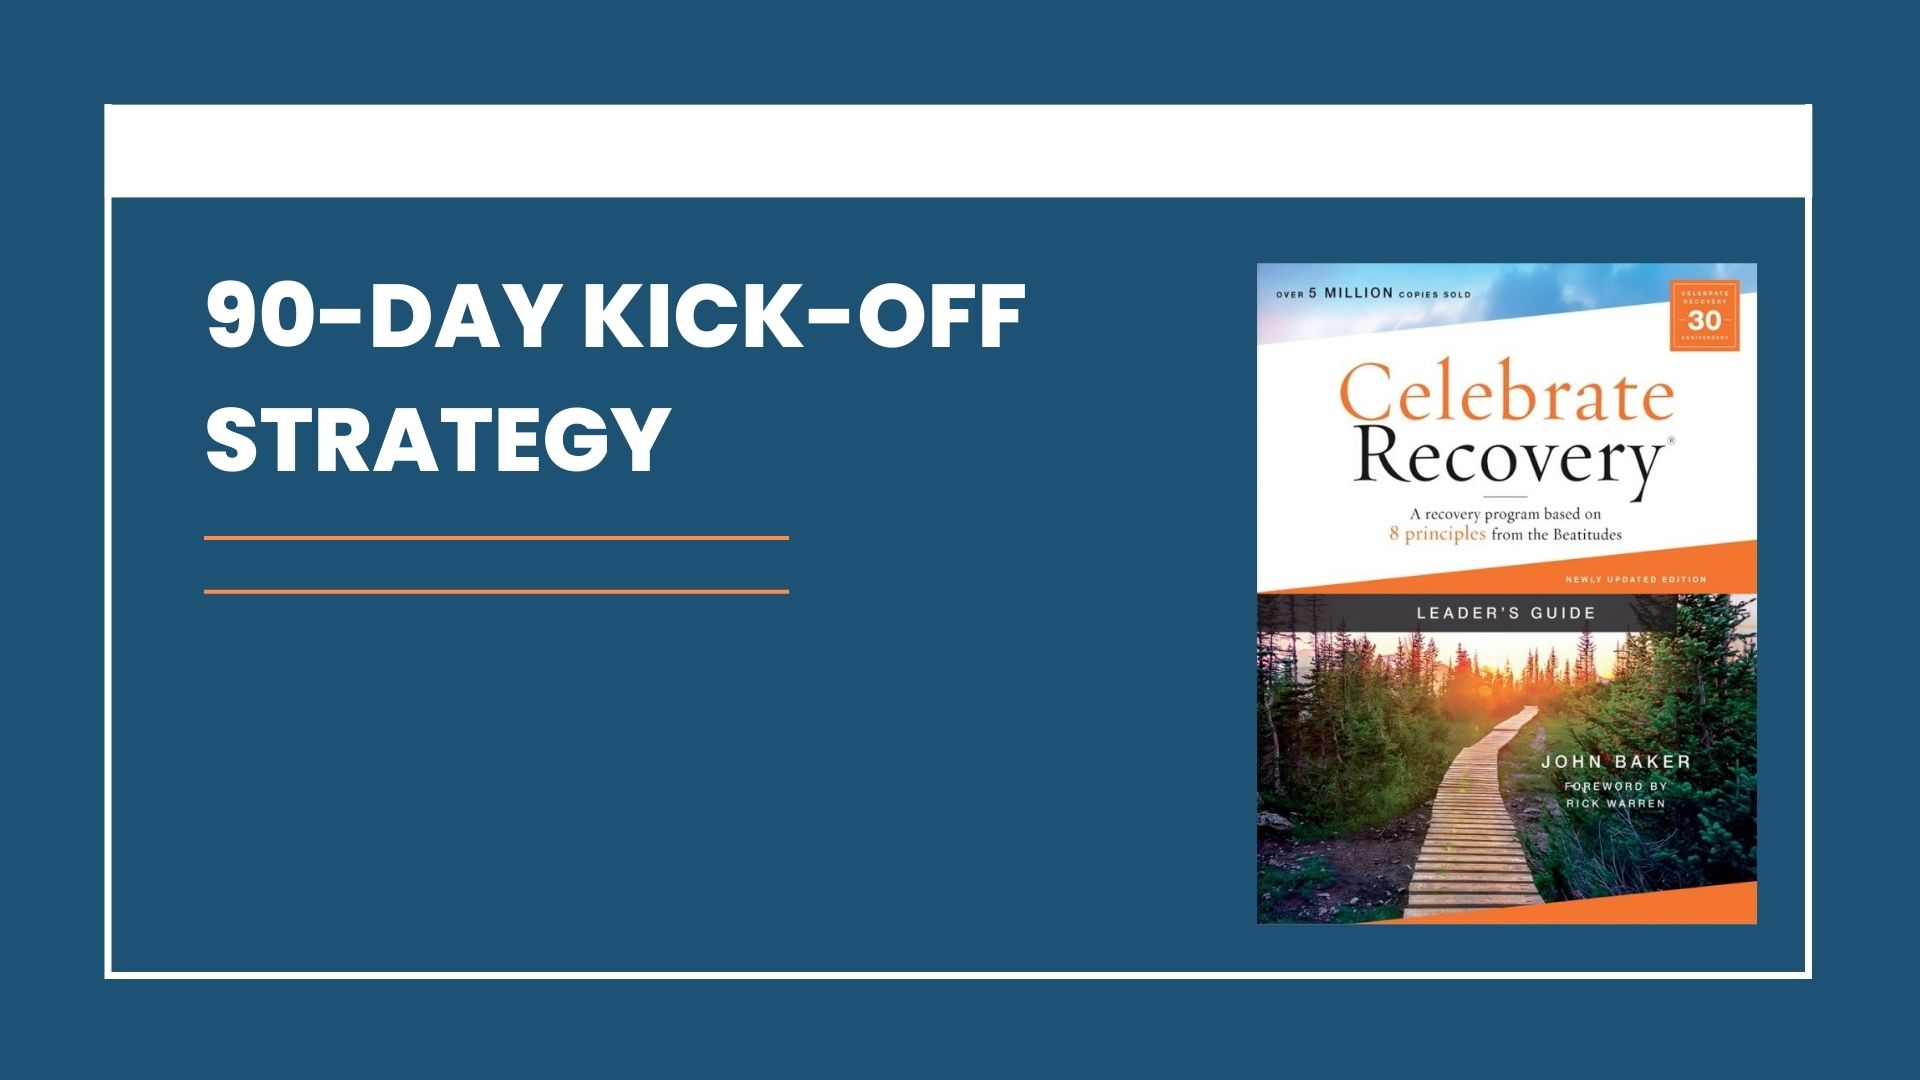 90-DAY KICK-OFF
STRATEGY
OVER 5 MILLION COPIES SOLD
CELEBRATE
RECOVERY
30
ANNIVERSARY
Celebrate
Recovery®
A recovery program based on
8 principles from the Beatitudes
NEWLY UPDATED EDITION
LEADER'S GUIDE
JOHN BAKER
FOREWORD BY
RICK WARREN